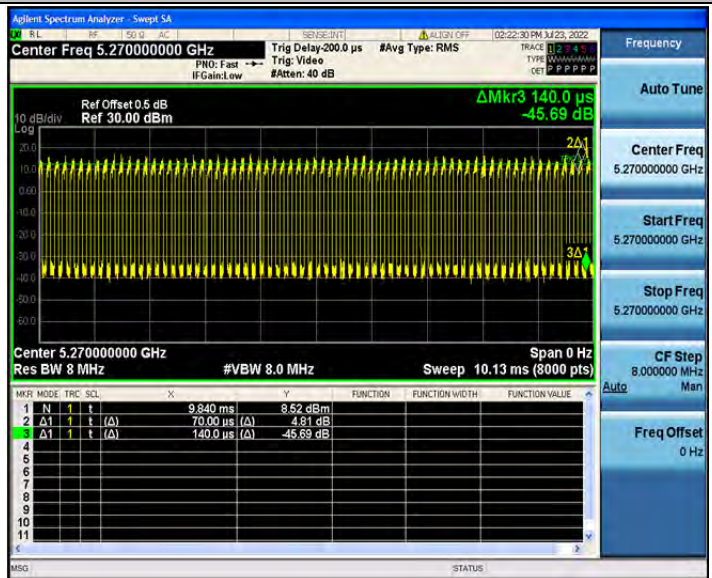 Agilent Spectrum Analyzer - Swept SA
RL RF 50 Ω AC SENSE:INT ALIGN OFF 02:22:30 PM Jul 23, 2022
Center Freq 5.270000000 GHz
PNO: Fast
IFGain:Low
Trig Delay-200.0 µs
Trig: Video
#Atten: 40 dB
#Avg Type: RMS
TRACE 1 2 3 4 5 6
TYPE
DET P P P P P P
Frequency
Auto Tune
Center Freq
5.270000000 GHz
Start Freq
5.270000000 GHz
Stop Freq
5.270000000 GHz
CF Step
8.000000 MHz
Auto Man
Freq Offset
0 Hz
ΔMkr3 140.0 µs
-45.69 dB
Ref Offset 0.5 dB
10 dB/div Ref 30.00 dBm
Log
20.0
10.0
0.00
-10.0
-20.0
-30.0
-40.0
-60.0
2Δ1
3Δ1
Center 5.270000000 GHz Span 0 Hz
Res BW 8 MHz #VBW 8.0 MHz Sweep 10.13 ms (8000 pts)
MKR MODE TRC SCL X Y FUNCTION FUNCTION WIDTH FUNCTION VALUE
1 N 1 t 9.840 ms 8.52 dBm
2 Δ1 1 t (Δ) 70.00 µs (Δ) 4.81 dB
3 Δ1 1 t (Δ) 140.0 µs (Δ) -45.69 dB
4
5
6
7
8
9
10
11
MSG STATUS